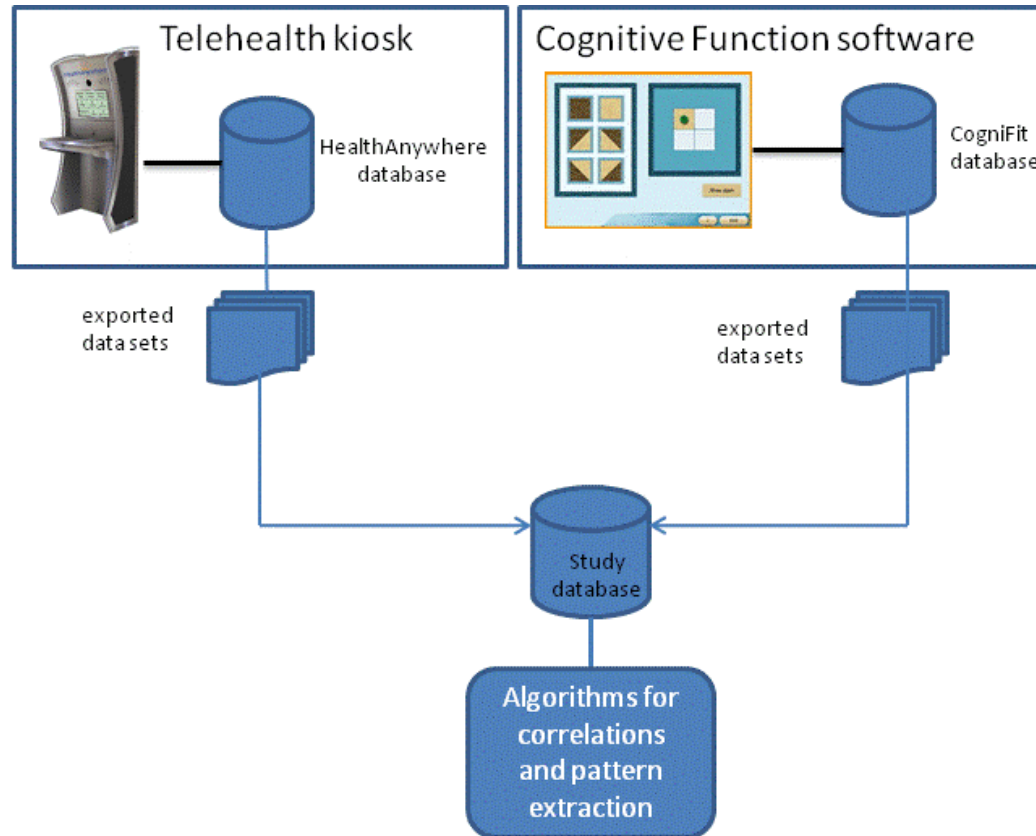 Telehealth kiosk
HealthAnywhere
database
Cognitive Function software
CogniFit
database
exported
data sets
exported
data sets
Study
database
Algorithms for
correlations
and pattern
extraction